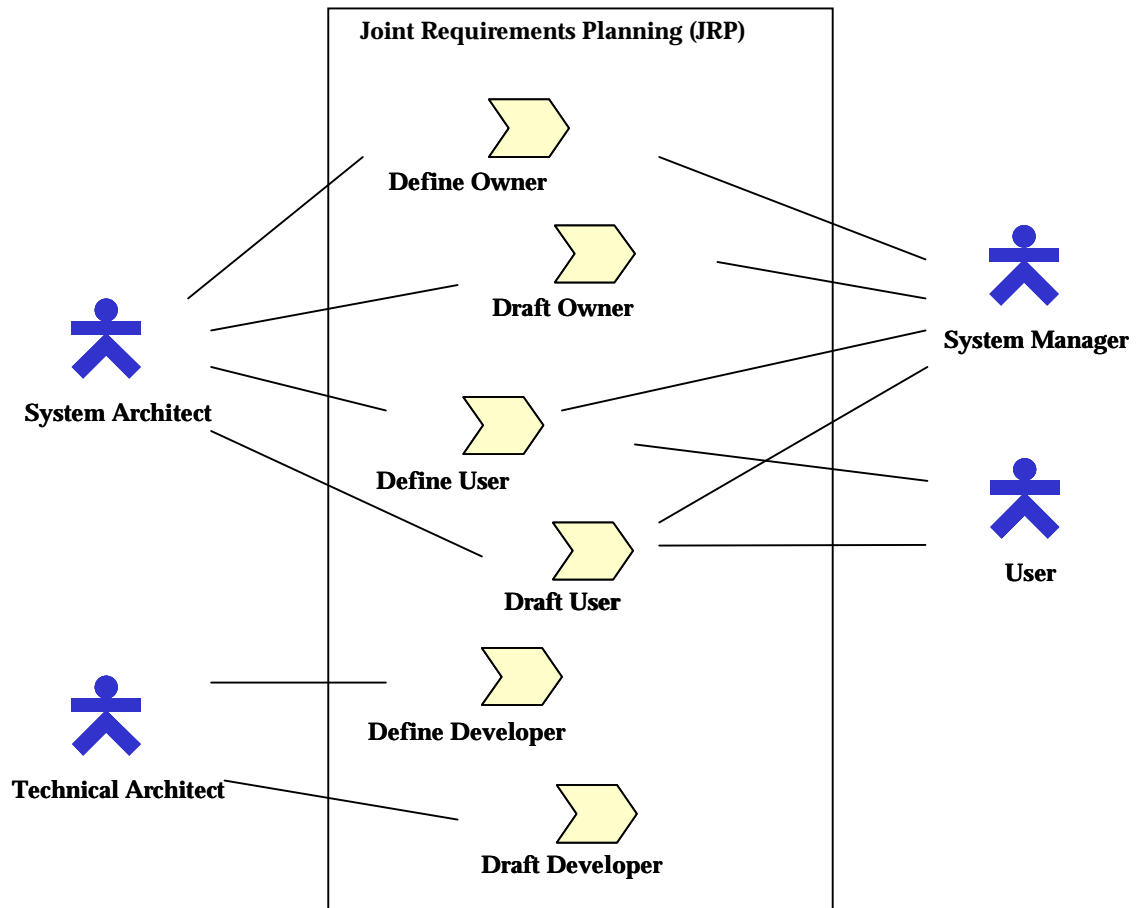 Joint Requirements Planning (JRP)
Define Owner
Draft Owner
System Manager
System Architect
Define User
User
Draft User
Define Developer
Technical Architect
Draft Developer